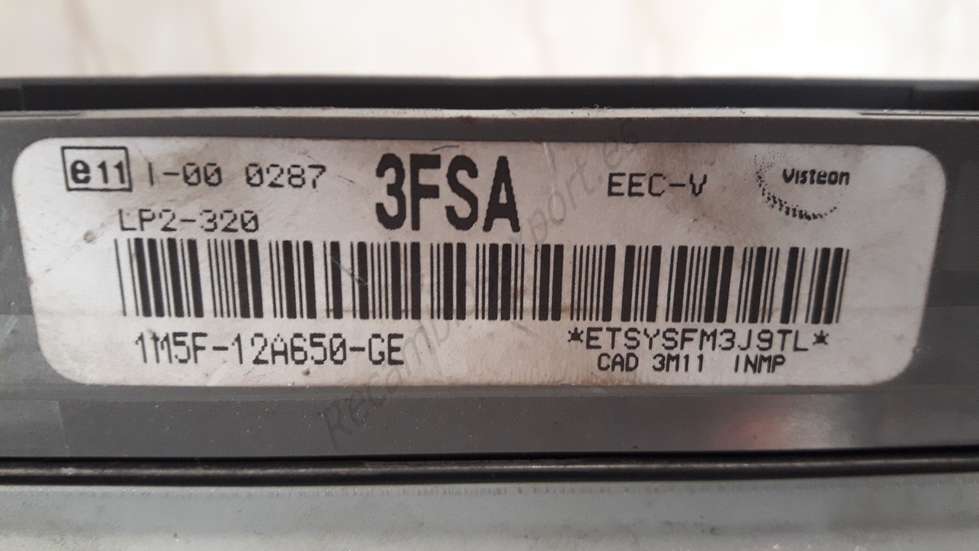 e11 I-00 0287 3FSA EEC-V Visteon
LP2-320
1M5F-12A650-GE *ETSYSFM3J9TL*
CAD 3M11 INMP